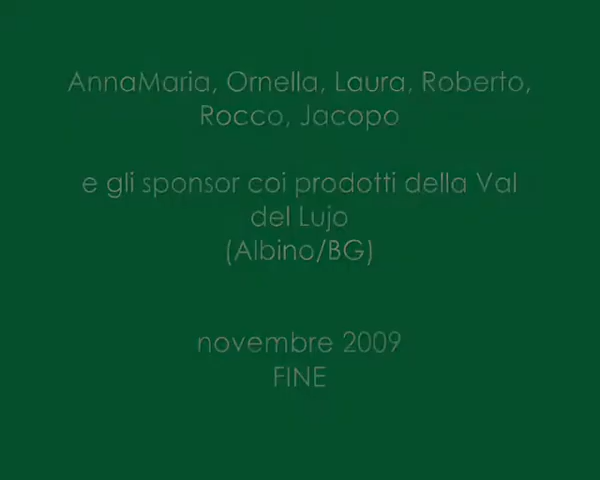 AnnaMaria, Ornella, Laura, Roberto,
Rocco, Jacopo
e gli sponsor coi prodotti della Val
del Lujo
(Albino/BG)
novembre 2009
FINE